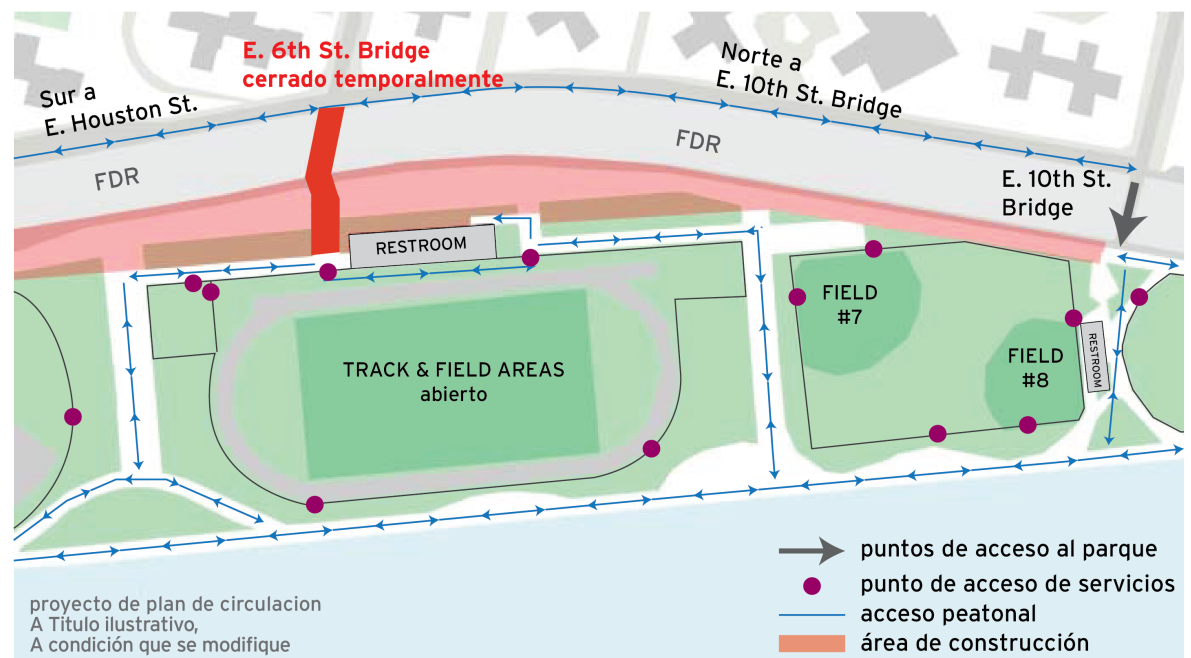 E. 6th St. Bridge
cerrado temporalmente
Norte a
E. 10th St. Bridge
Sur a
E. Houston St.
FDR
FDR
E. 10th St.
Bridge
RESTROOM
FIELD
#7
FIELD
#8
RESTROOM
TRACK & FIELD AREAS
abierto
puntos de acceso al parque
punto de acceso de servicios
acceso peatonal
área de construcción
proyecto de plan de circulacion
A Titulo ilustrativo,
A condición que se modifique